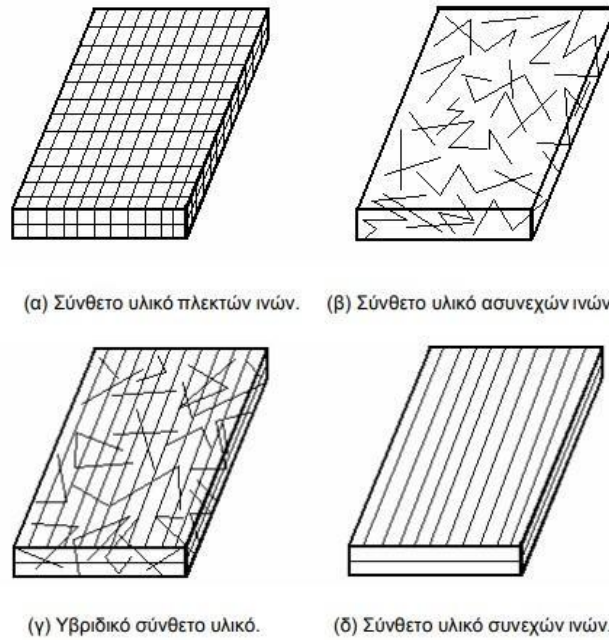 (α) Σύνθετο υλικό πλεκτών ινών.
(β) Σύνθετο υλικό ασυνεχών ινών
(γ) Υβριδικό σύνθετο υλικό.
(δ) Σύνθετο υλικό συνεχών ινών.